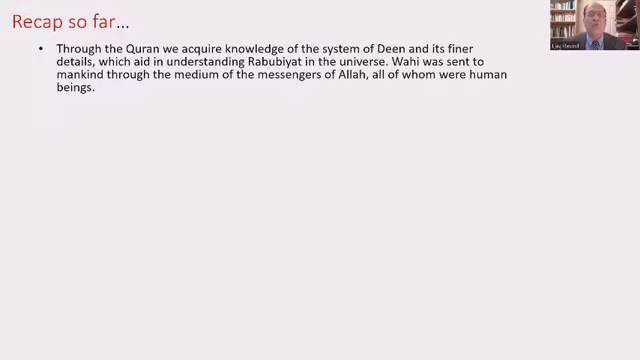 Recap so far...
• Through the Quran we acquire knowledge of the system of Deen and its finer
details, which aid in understanding Rabubiyat in the universe. Wahi was sent to
mankind through the medium of the messengers of Allah, all of whom were human
beings.